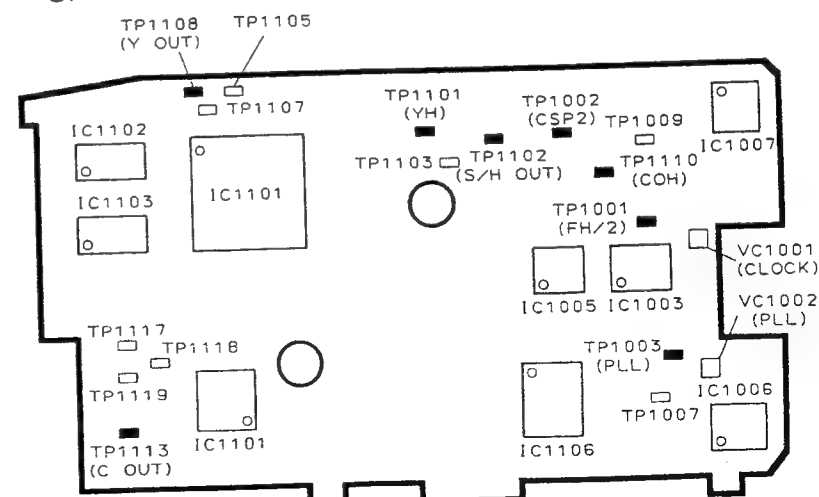 TP1108
(Y OUT)
TP1105
TP1107
TP1101
(YH)
TP1002
(CSP2)
TP1009
IC1007
IC1102
TP1103
TP1102
(S/H OUT)
TP1110
(COH)
IC1101
IC1103
TP1001
(FH/2)
VC1001
(CLOCK)
IC1005
IC1003
VC1002
(PLL)
TP1117
TP1118
TP1003
(PLL)
TP1119
IC1006
TP1007
IC1101
TP1113
(C OUT)
IC1106